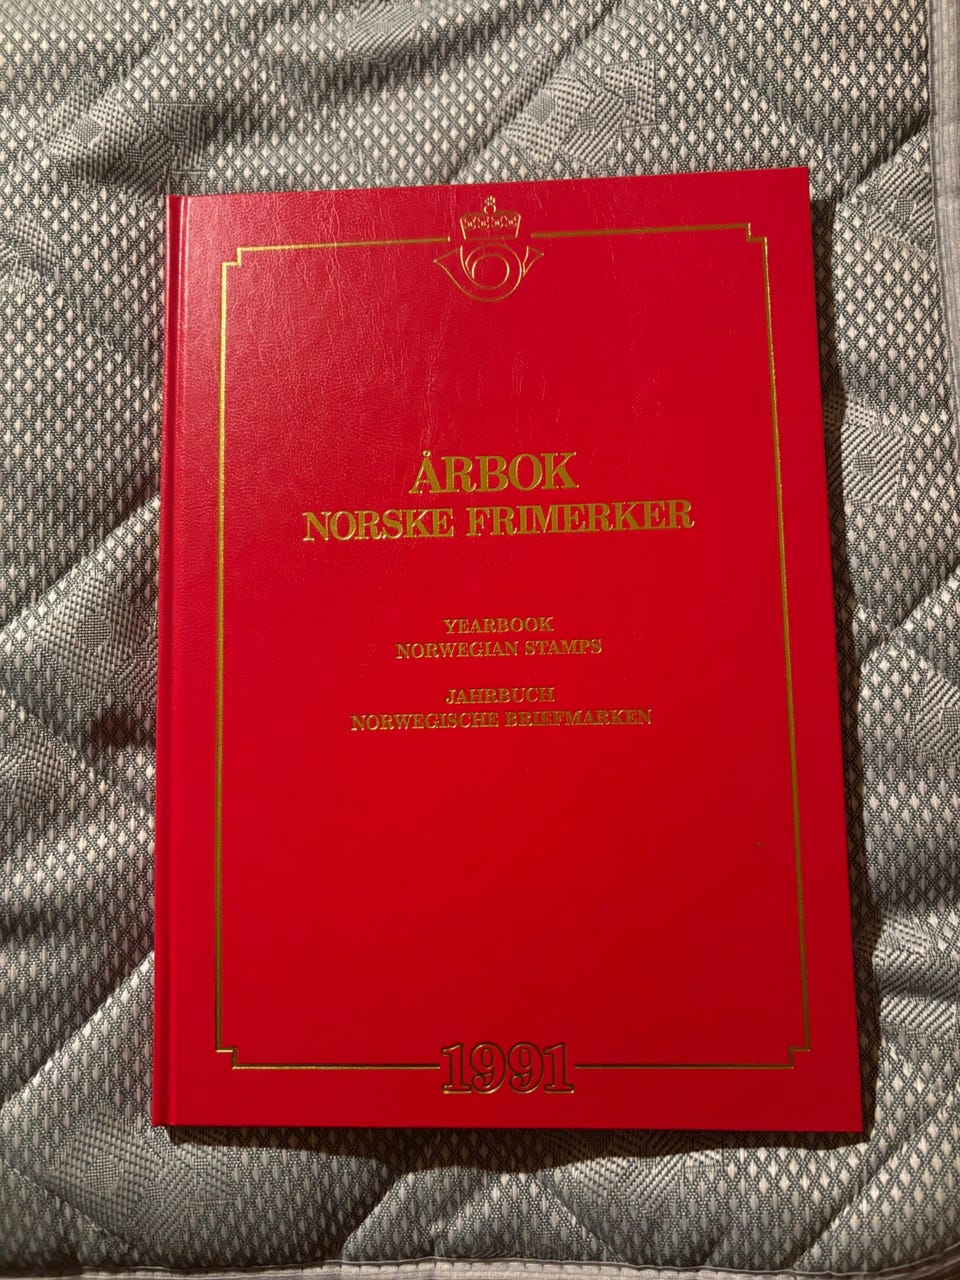 ÅRBOK
NORSKE FRIMERKER
YEARBOOK
NORWEGIAN STAMPS
JAHRBUCH
NORWEGISCHE BRIEFMARKEN
1991